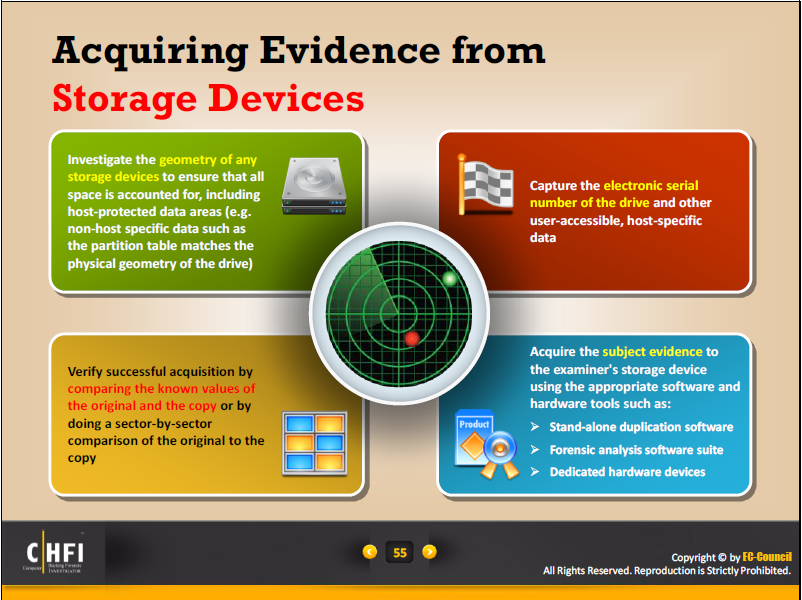 Acquiring Evidence from
Storage Devices
Investigate the geometry of any
storage devices to ensure that all
space is accounted for, including
host-protected data areas (e.g.
non-host specific data such as
the partition table matches the
physical geometry of the drive)
Capture the electronic serial
number of the drive and other
user-accessible, host-specific
data
Verify successful acquisition by
comparing the known values of
the original and the copy or by
doing a sector-by-sector
comparison of the original to the
copy
Acquire the subject evidence to
the examiner's storage device
using the appropriate software and
hardware tools such as:
Stand-alone duplication software
Forensic analysis software suite
Dedicated hardware devices
Product
CHFI
Computer Hacking Forensic
INVESTIGATOR
55
Copyright © by EC-Council
All Rights Reserved. Reproduction is Strictly Prohibited.